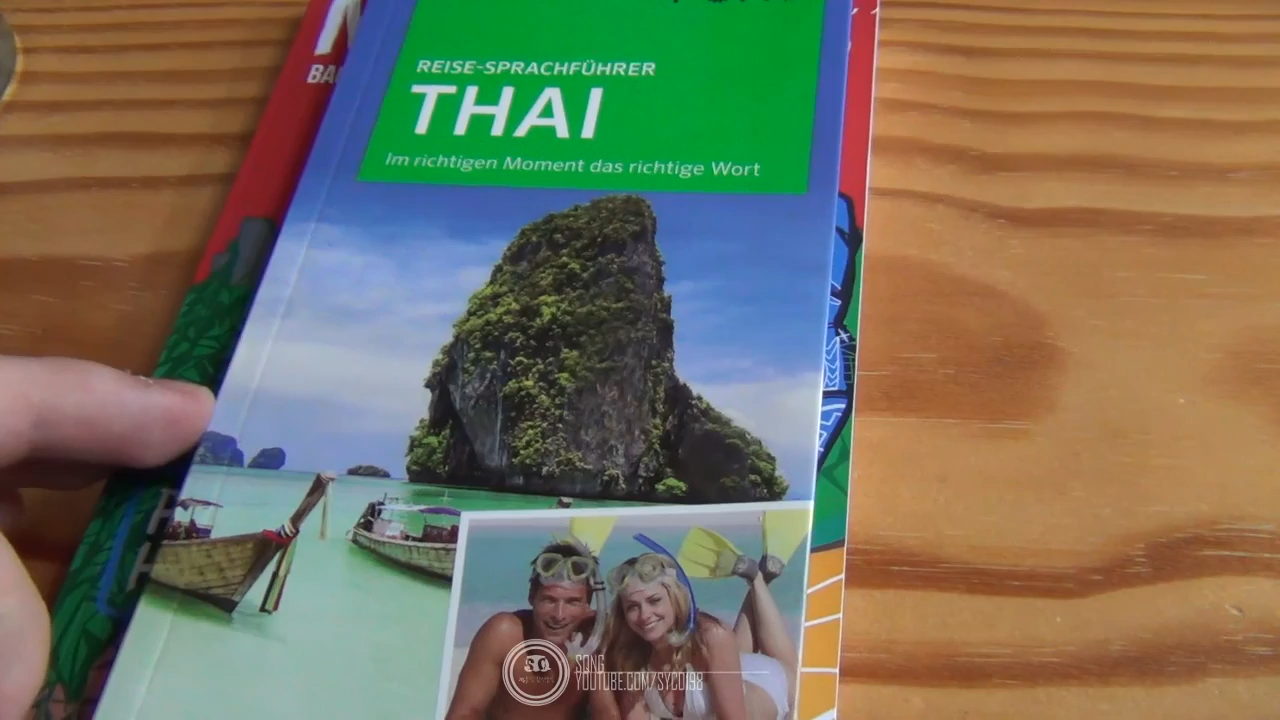 REISE-SPRACHFÜHRER
THAI
Im richtigen Moment das richtige Wort
SONG
YOUTUBE.COM/SYCO198